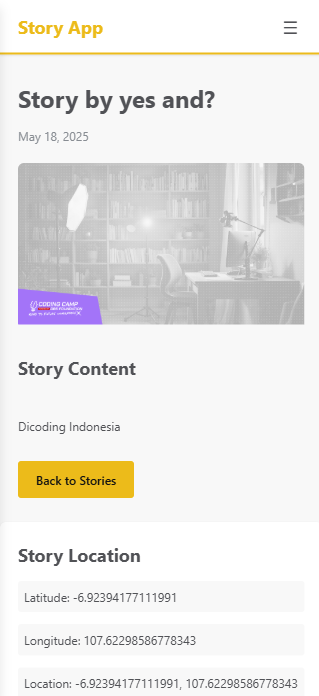 Story App
☰
Story by yes and?
May 18, 2025
CODING CAMP
Story Content
Dicoding Indonesia
Back to Stories
Story Location
Latitude: -6.92394177111991
Longitude: 107.62298586778343
Location: -6.92394177111991, 107.62298586778343